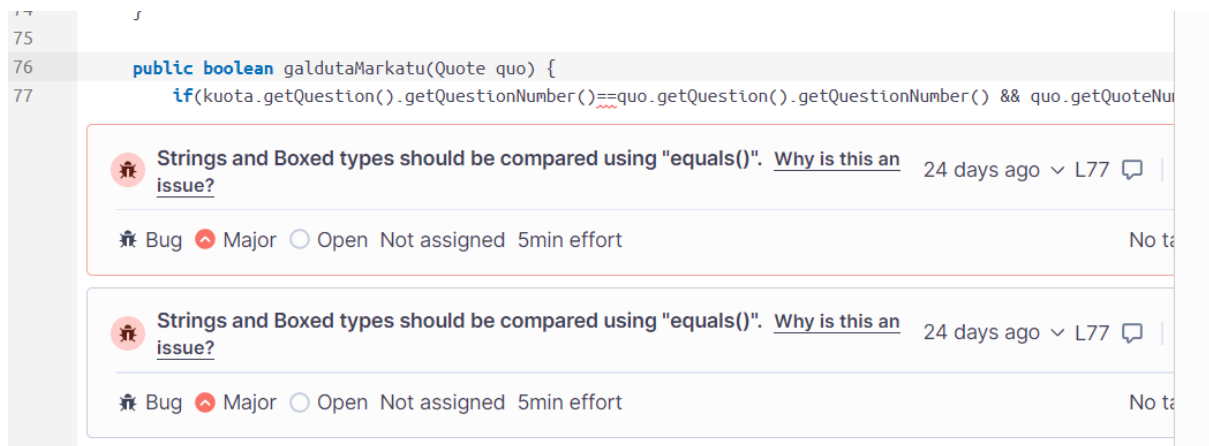 }
75
76 public boolean galdutaMarkatu(Quote quo) {
77 if(kuota.getQuestion().getQuestionNumber()==quo.getQuestion().getQuestionNumber() && quo.getQuoteNu
Strings and Boxed types should be compared using "equals()". Why is this an issue? 24 days ago L77
Bug Major Open Not assigned 5min effort No ta
Strings and Boxed types should be compared using "equals()". Why is this an issue? 24 days ago L77
Bug Major Open Not assigned 5min effort No ta